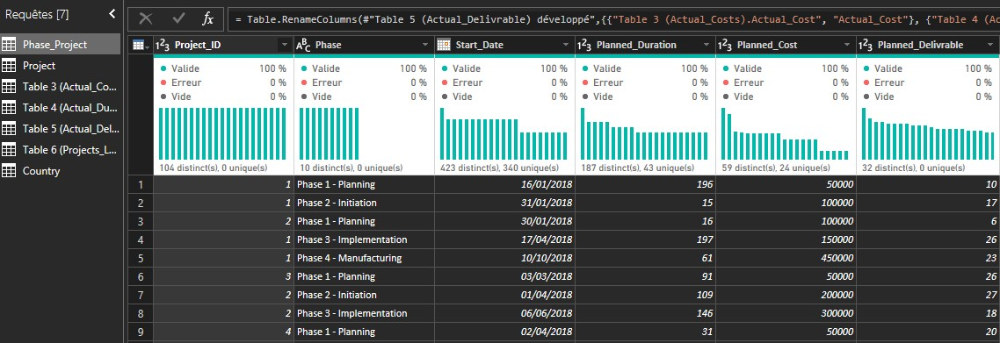 Requêtes [7]
Phase_Project
Project
Table 3 (Actual_Co...
Table 4 (Actual_Du...
Table 5 (Actual_Del...
Table 6 (Projects_L...
Country
fx = Table.RenameColumns(#"Table 5 (Actual_Delivrable) développé",{{"Table 3 (Actual_Costs).Actual_Cost", "Actual_Cost"}, {"Table 4 (Ac
1²3 Project_ID ABC Phase Start_Date 1²3 Planned_Duration 1²3 Planned_Cost 1²3 Planned_Delivrable
Valide 100 % Valide 100 % Valide 100 % Valide 100 % Valide 100 % Valide 100 %
Erreur 0 % Erreur 0 % Erreur 0 % Erreur 0 % Erreur 0 % Erreur 0 %
Vide 0 % Vide 0 % Vide 0 % Vide 0 % Vide 0 % Vide 0 %
104 distinct(s), 0 unique(s) 10 distinct(s), 0 unique(s) 423 distinct(s), 340 unique(s) 187 distinct(s), 43 unique(s) 59 distinct(s), 24 unique(s) 32 distinct(s), 0 unique(s)
1 1 Phase 1 - Planning 16/01/2018 196 50000 10
2 1 Phase 2 - Initiation 31/01/2018 15 100000 17
3 2 Phase 1 - Planning 30/01/2018 16 100000 6
4 1 Phase 3 - Implementation 17/04/2018 197 150000 26
5 1 Phase 4 - Manufacturing 10/10/2018 61 450000 23
6 3 Phase 1 - Planning 03/03/2018 91 50000 26
7 2 Phase 2 - Initiation 01/04/2018 109 200000 27
8 2 Phase 3 - Implementation 06/06/2018 146 300000 18
9 4 Phase 1 - Planning 02/04/2018 31 50000 20